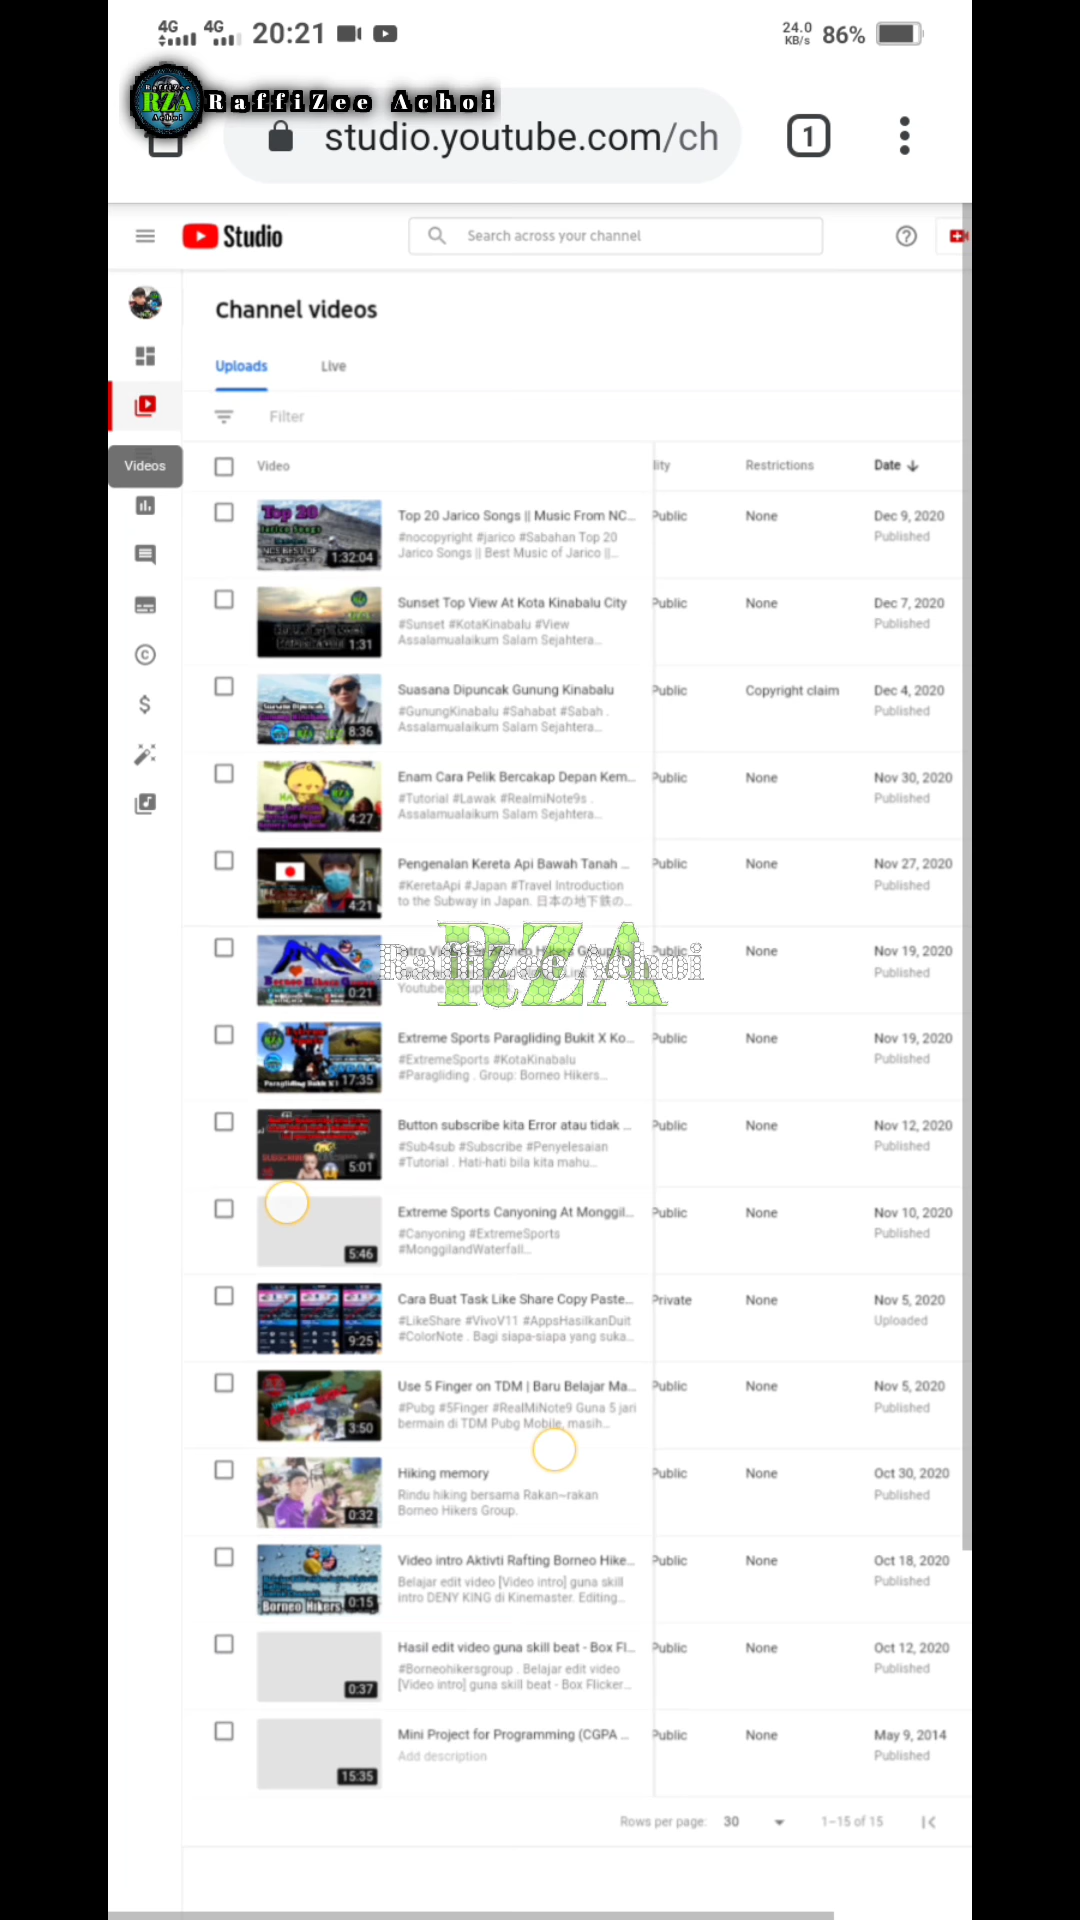 4G 4G 20:21 24.0 KB/s 86%
RaffiZee Achoi
RZA
studio.youtube.com/ch
1
Studio
Search across your channel
Channel videos
Uploads Live
Filter
Videos
Video lity Restrictions Date
Top 20 Jarico Songs || Music From NC... Public None Dec 9, 2020
#nocopyright #jarico #Sabahan Top 20 Published
Jarico Songs || Best Music of Jarico ||...
1:32:04
Sunset Top View At Kota Kinabalu City Public None Dec 7, 2020
#Sunset #KotaKinabalu #View Published
Assalamualaikum Salam Sejahtera...
1:31
Suasana Dipuncak Gunung Kinabalu Public Copyright claim Dec 4, 2020
#GunungKinabalu #Sahabat #Sabah . Published
Assalamualaikum Salam Sejahtera...
8:36
Enam Cara Pelik Bercakap Depan Kem... Public None Nov 30, 2020
#Tutorial #Lawak #RealmiNote9s . Published
Assalamualaikum Salam Sejahtera...
4:27
Pengenalan Kereta Api Bawah Tanah ... Public None Nov 27, 2020
#KeretaApi #Japan #Travel Introduction Published
to the Subway in Japan. 日本の地下鉄の...
4:21
Public None Nov 19, 2020
Published
RaffiZee Achoi
RZA
0:21
Extreme Sports Paragliding Bukit X Ko... Public None Nov 19, 2020
#ExtremeSports #KotaKinabalu Published
#Paragliding . Group: Borneo Hikers...
17:35
Button subscribe kita Error atau tidak ... Public None Nov 12, 2020
#Sub4sub #Subscribe #Penyelesaian Published
#Tutorial . Hati-hati bila kita mahu...
5:01
Extreme Sports Canyoning At Monggil... Public None Nov 10, 2020
#Canyoning #ExtremeSports Published
#MonggilandWaterfall...
5:46
Cara Buat Task Like Share Copy Paste... Private None Nov 5, 2020
#LikeShare #VivoV11 #AppsHasilkanDuit Uploaded
#ColorNote . Bagi siapa-siapa yang suka...
9:25
Use 5 Finger on TDM | Baru Belajar Ma... Public None Nov 5, 2020
#Pubg #5Finger #RealMiNote9 Guna 5 jari Published
bermain di TDM Pubg Mobile, masih...
3:50
Hiking memory Public None Oct 30, 2020
Rindu hiking bersama Rakan~rakan Published
Borneo Hikers Group.
0:32
Video intro Aktivti Rafting Borneo Hike... Public None Oct 18, 2020
Belajar edit video [Video intro] guna skill Published
intro DENY KING di Kinemaster. Editing...
Borneo Hikers 0:15
Hasil edit video guna skill beat - Box Fl... Public None Oct 12, 2020
#Borneohikersgroup . Belajar edit video Published
[Video intro] guna skill beat - Box Flicker...
0:37
Mini Project for Programming (CGPA ... Public None May 9, 2014
Add description Published
15:35
Rows per page: 30 1–15 of 15